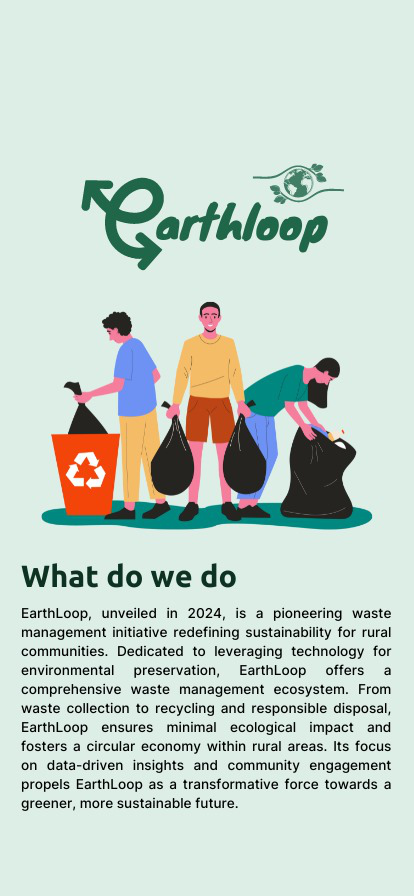 earthloop
What do we do
EarthLoop, unveiled in 2024, is a pioneering waste
management initiative redefining sustainability for rural
communities. Dedicated to leveraging technology for
environmental preservation, EarthLoop offers a
comprehensive waste management ecosystem. From
waste collection to recycling and responsible disposal,
EarthLoop ensures minimal ecological impact and
fosters a circular economy within rural areas. Its focus
on data-driven insights and community engagement
propels EarthLoop as a transformative force towards a
greener, more sustainable future.